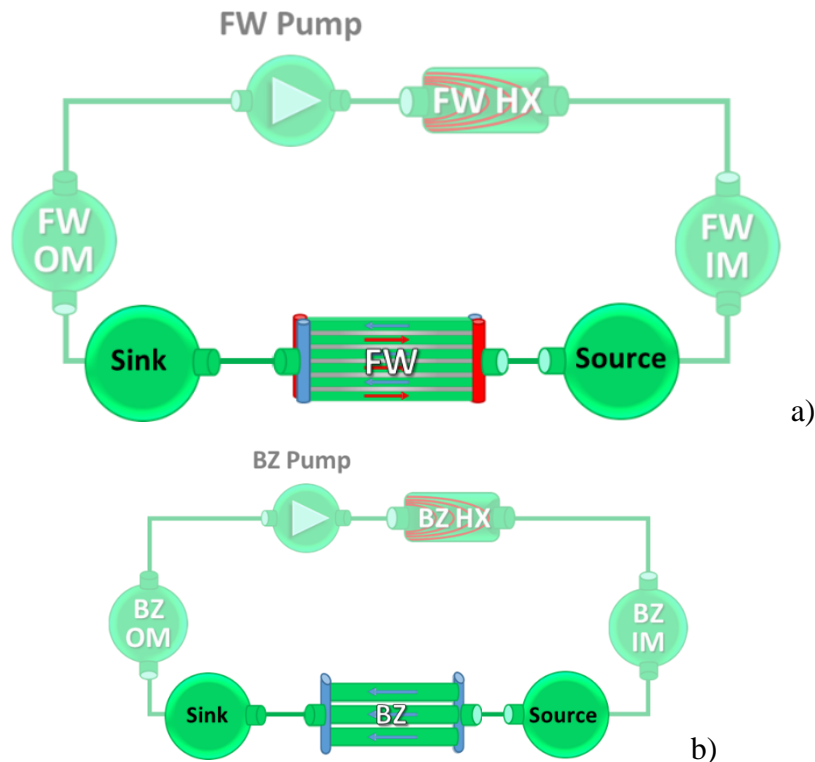 FW Pump
FW HX
FW
OM
FW
IM
Sink
FW
Source
a)
BZ Pump
BZ HX
BZ
OM
BZ
IM
Sink
BZ
Source
b)